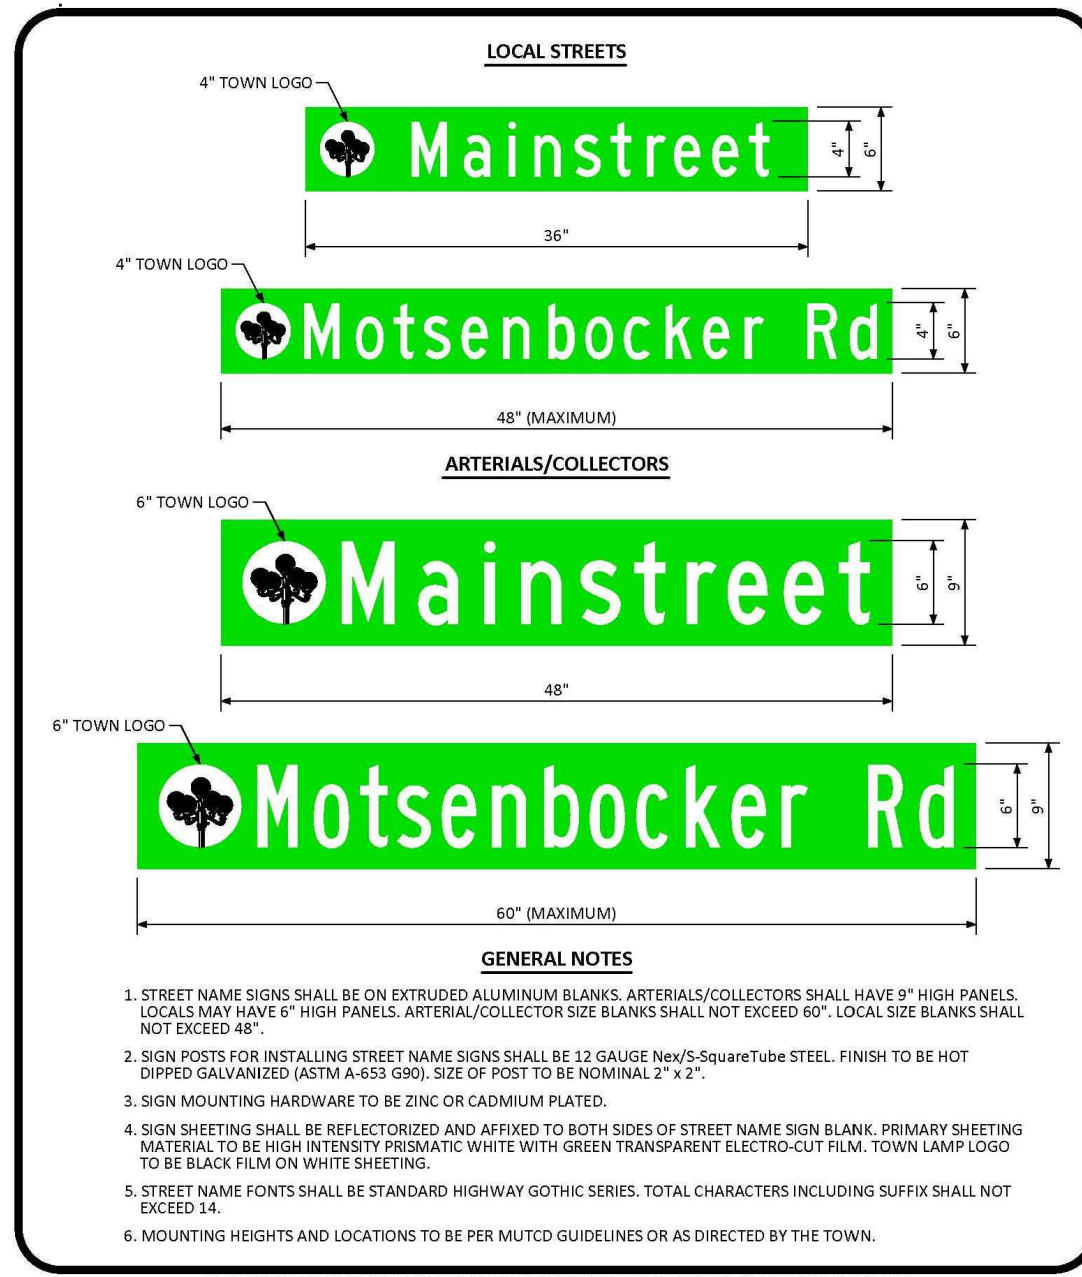 LOCAL STREETS
4" TOWN LOGO
Mainstreet
4"
6"
36"
4" TOWN LOGO
Motsenbocker Rd
4"
6"
48" (MAXIMUM)
ARTERIALS/COLLECTORS
6" TOWN LOGO
Mainstreet
6"
9"
48"
6" TOWN LOGO
Motsenbocker Rd
6"
9"
60" (MAXIMUM)
GENERAL NOTES
1. STREET NAME SIGNS SHALL BE ON EXTRUDED ALUMINUM BLANKS. ARTERIALS/COLLECTORS SHALL HAVE 9" HIGH PANELS.
LOCALS MAY HAVE 6" HIGH PANELS. ARTERIAL/COLLECTOR SIZE BLANKS SHALL NOT EXCEED 60". LOCAL SIZE BLANKS SHALL
NOT EXCEED 48".
2. SIGN POSTS FOR INSTALLING STREET NAME SIGNS SHALL BE 12 GAUGE Nex/S-SquareTube STEEL. FINISH TO BE HOT
DIPPED GALVANIZED (ASTM A-653 G90). SIZE OF POST TO BE NOMINAL 2" x 2".
3. SIGN MOUNTING HARDWARE TO BE ZINC OR CADMIUM PLATED.
4. SIGN SHEETING SHALL BE REFLECTORIZED AND AFFIXED TO BOTH SIDES OF STREET NAME SIGN BLANK. PRIMARY SHEETING
MATERIAL TO BE HIGH INTENSITY PRISMATIC WHITE WITH GREEN TRANSPARENT ELECTRO-CUT FILM. TOWN LAMP LOGO
TO BE BLACK FILM ON WHITE SHEETING.
5. STREET NAME FONTS SHALL BE STANDARD HIGHWAY GOTHIC SERIES. TOTAL CHARACTERS INCLUDING SUFFIX SHALL NOT
EXCEED 14.
6. MOUNTING HEIGHTS AND LOCATIONS TO BE PER MUTCD GUIDELINES OR AS DIRECTED BY THE TOWN.